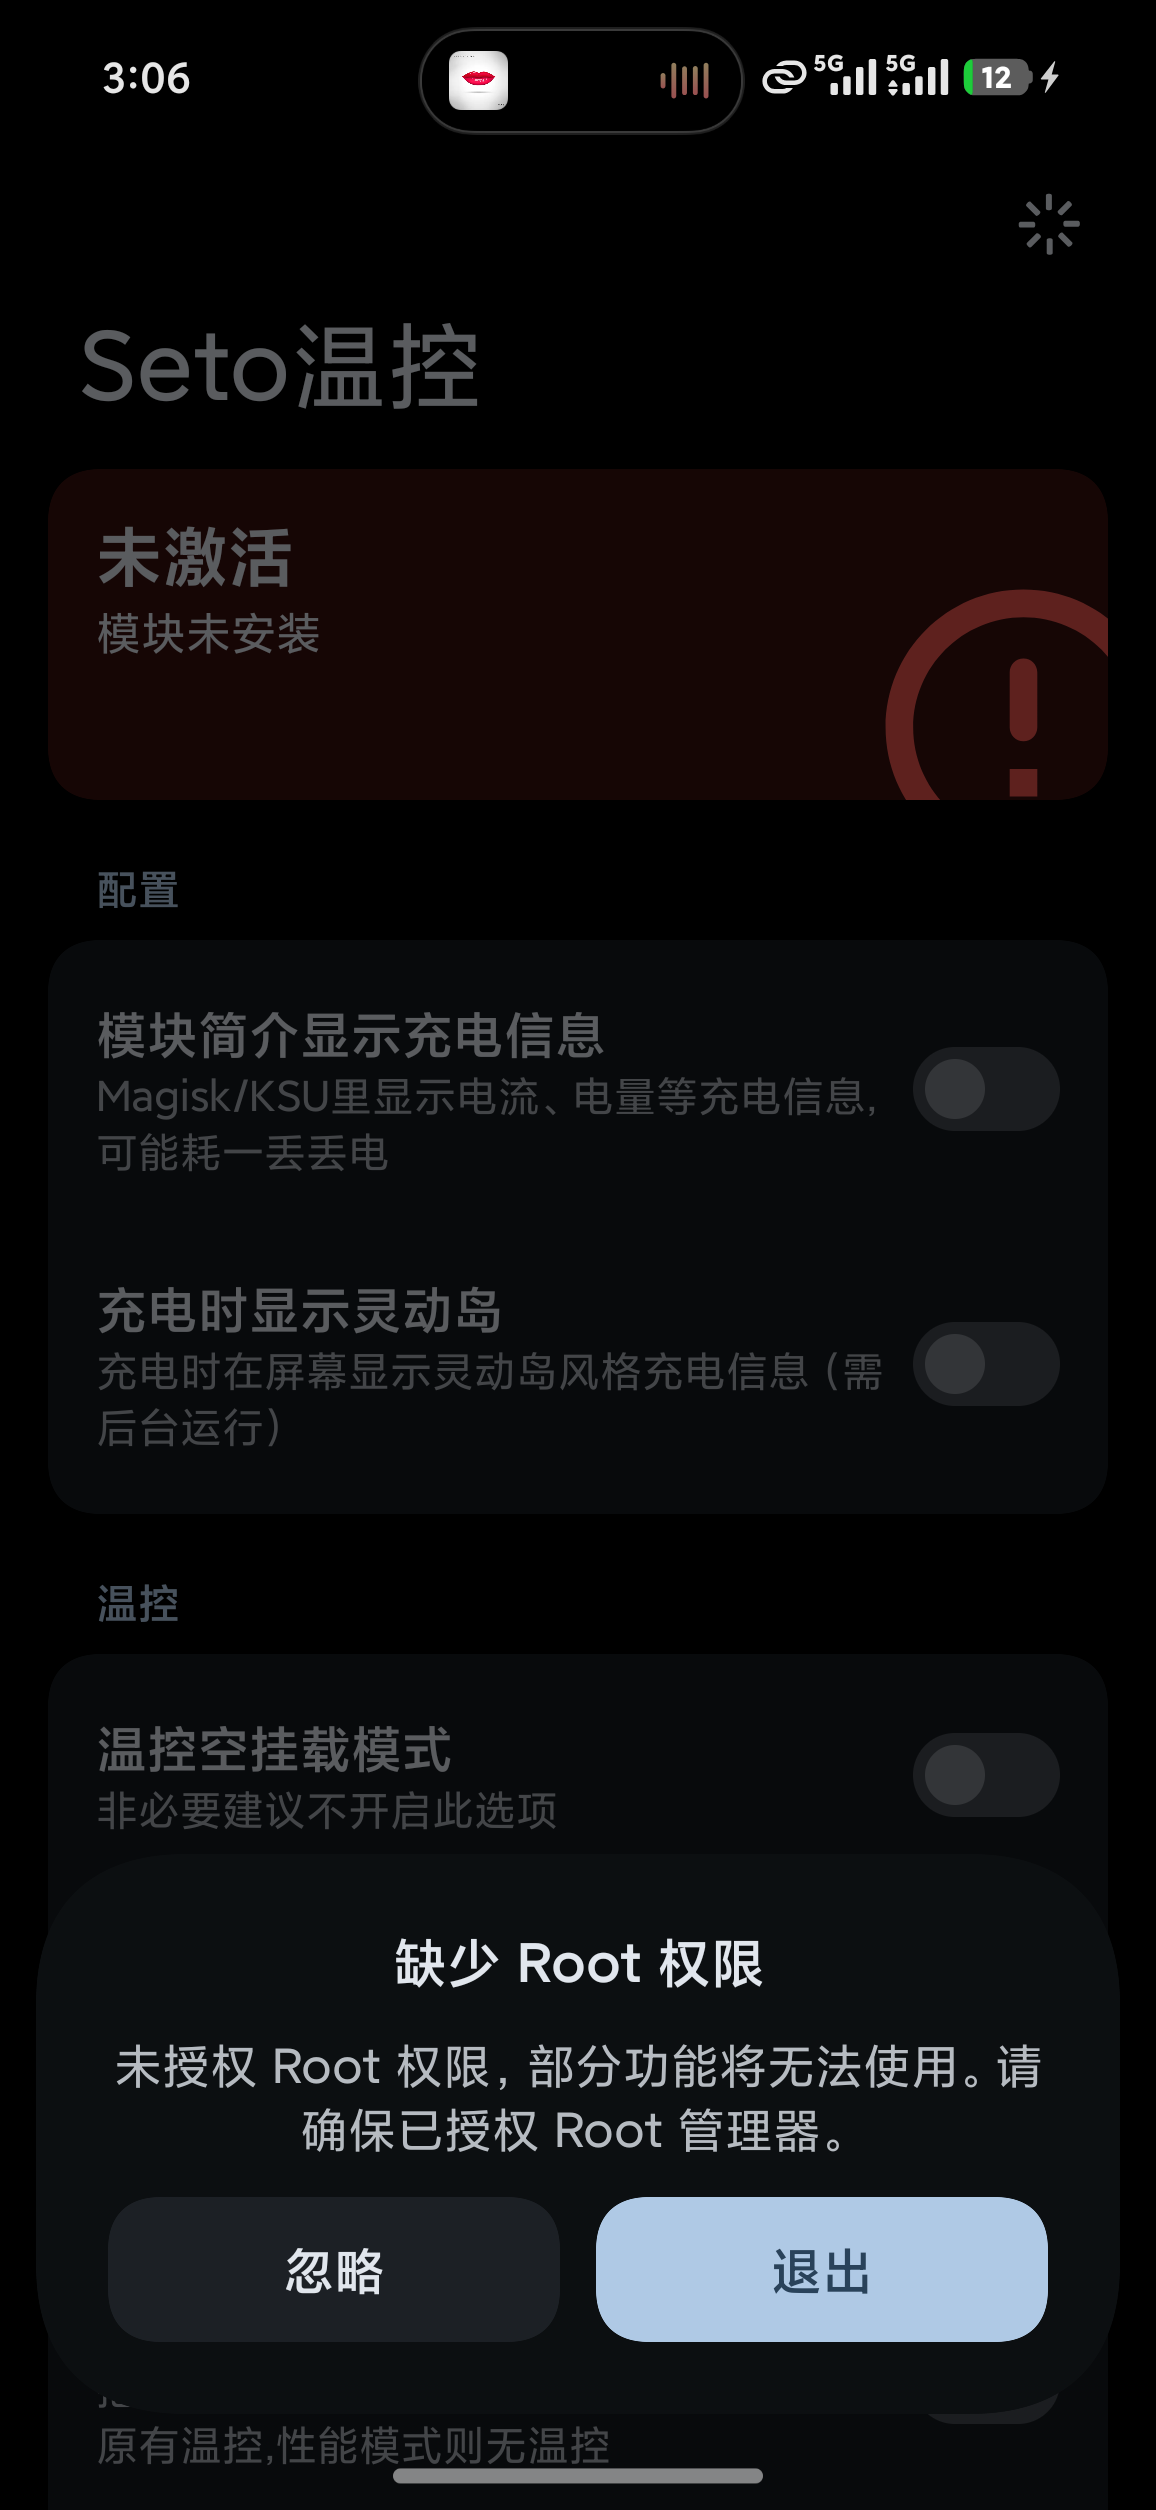 3:06
5G 5G 12
Seto温控
未激活
模块未安装
配置
模块简介显示充电信息
Magisk/KSU里显示电流、电量等充电信息,
可能耗一丢丢电
充电时显示灵动岛
充电时在屏幕显示灵动岛风格充电信息（需
后台运行）
温控
温控空挂载模式
非必要建议不开启此选项
缺少 Root 权限
未授权 Root 权限，部分功能将无法使用。请
确保已授权 Root 管理器。
忽略
退出
原有温控,性能模式则无温控